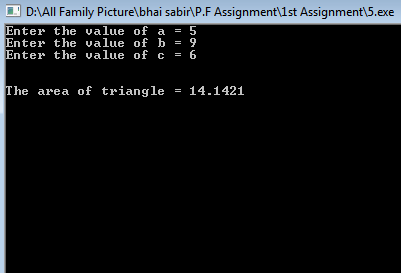 D:\All Family Picture\bhai sabir\P.F Assignment\1st Assignment\5.exe
Enter the value of a = 5
Enter the value of b = 9
Enter the value of c = 6
The area of triangle = 14.1421